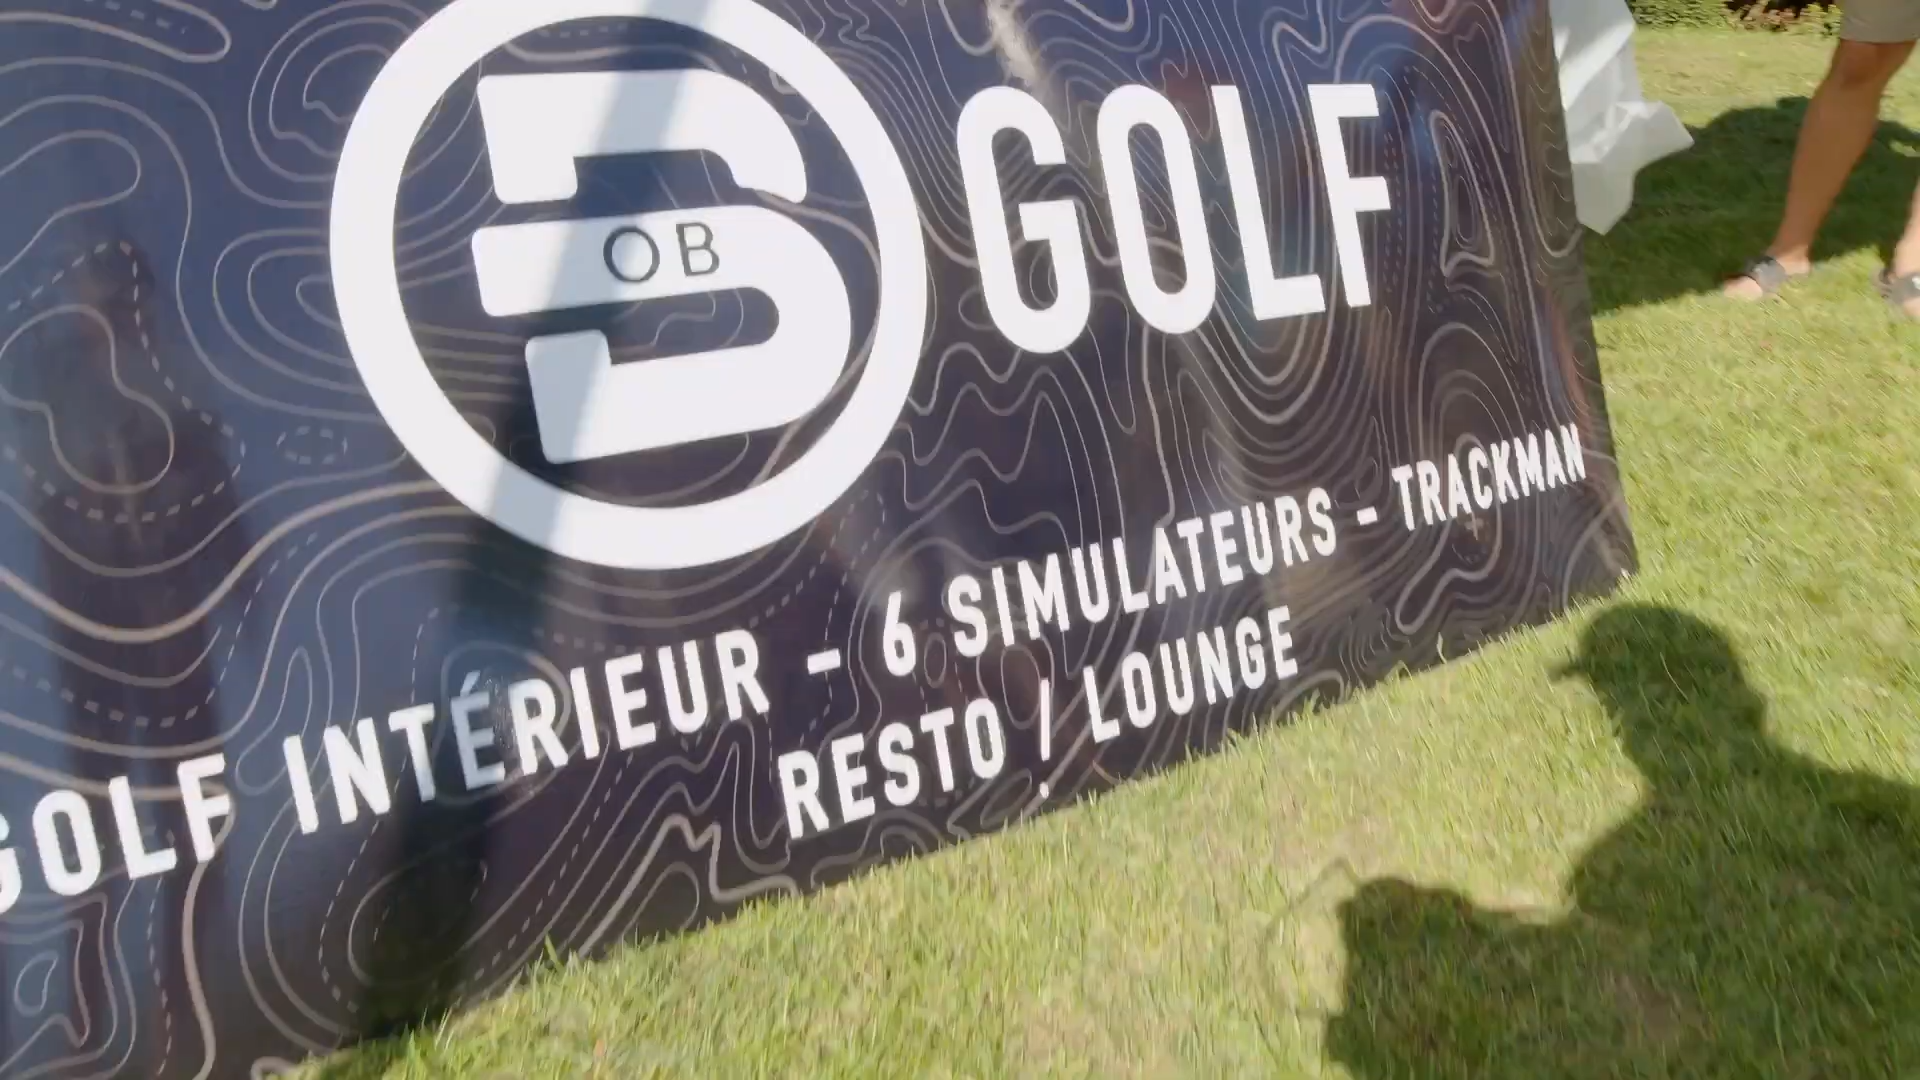 B
OB
GOLF
GOLF INTÉRIEUR - 6 SIMULATEURS - TRACKMAN
RESTO / LOUNGE